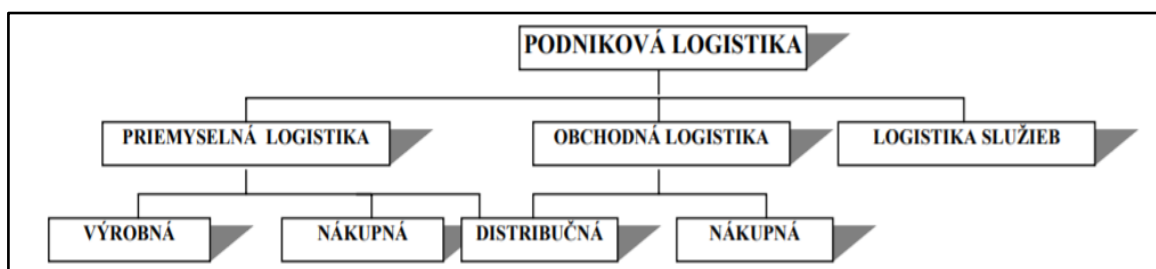 PODNIKOVÁ LOGISTIKA
PRIEMYSELNÁ LOGISTIKA
OBCHODNÁ LOGISTIKA
LOGISTIKA SLUŽIEB
VÝROBNÁ
NÁKUPNÁ
DISTRIBUČNÁ
NÁKUPNÁ